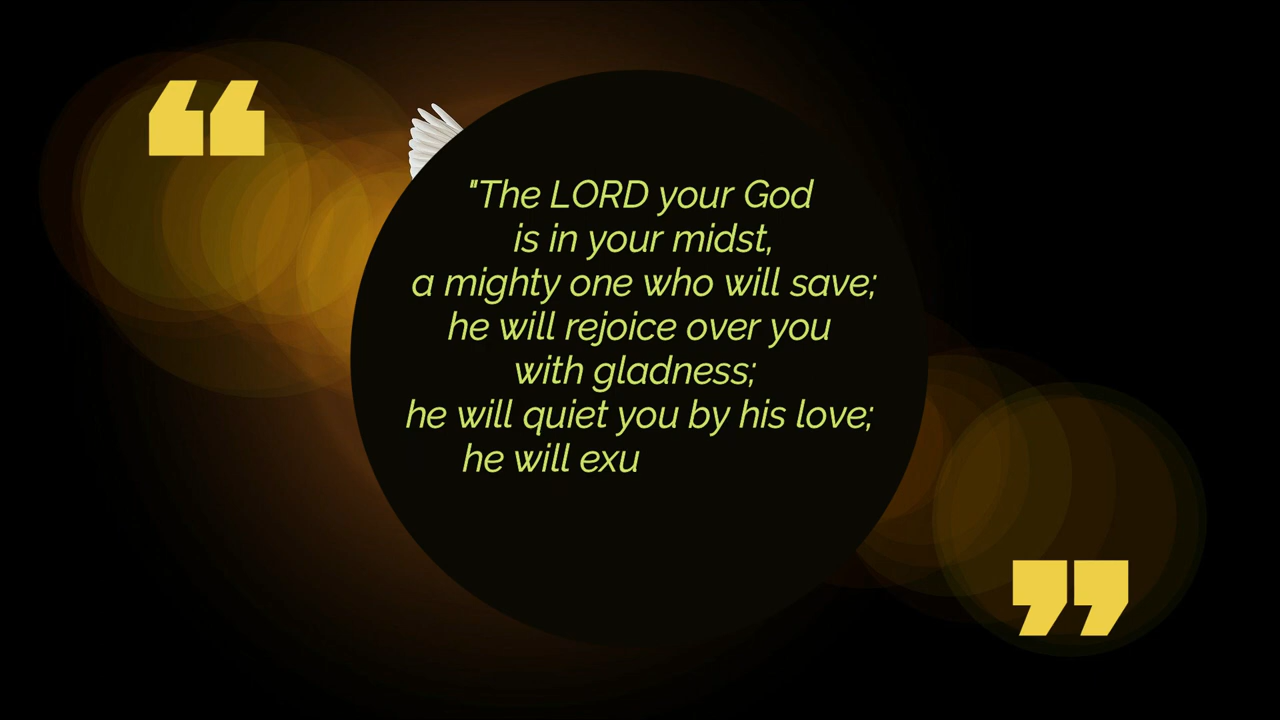 “
"The LORD your God
is in your midst,
a mighty one who will save;
he will rejoice over you
with gladness;
he will quiet you by his love;
he will exu
”